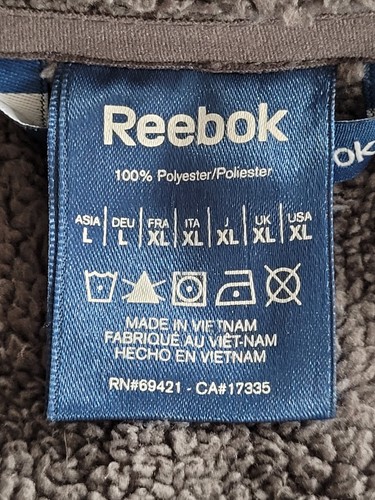 Reebok
100% Polyester/Poliester
ASIA DEU FRA ITA J UK USA
L L XL XL XL XL XL
MADE IN VIETNAM
FABRIQUÉ AU VIÊT-NAM
HECHO EN VIETNAM
RN#69421 - CA#17335
ok